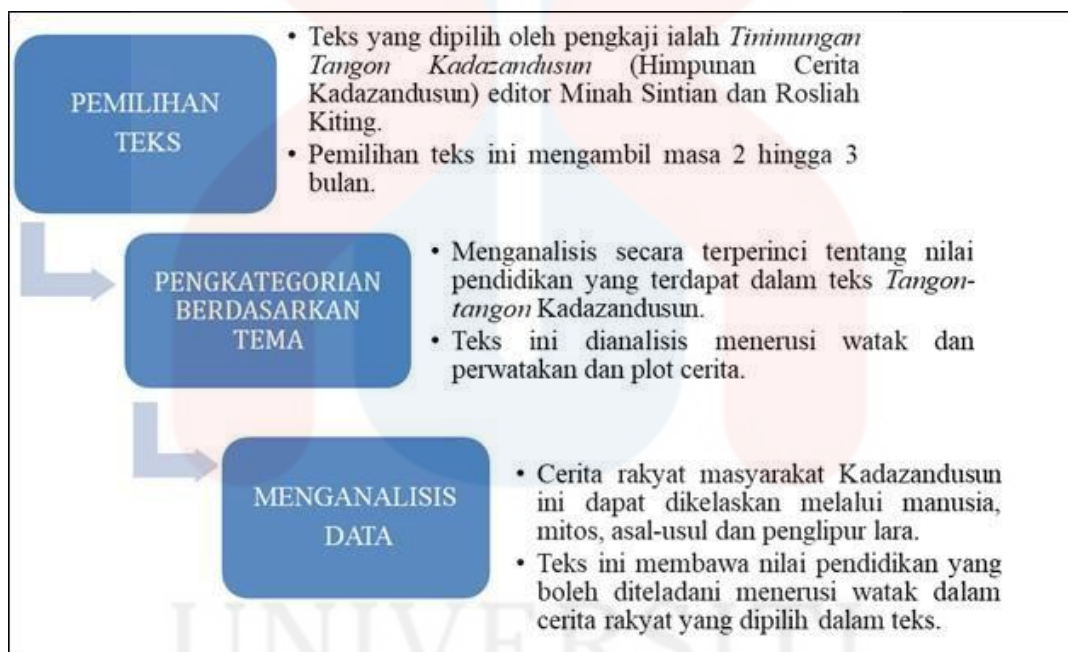 PEMILIHAN
TEKS
• Teks yang dipilih oleh pengkaji ialah Tinimungan
Tangon Kadazandusun (Himpunan Cerita
Kadazandusun) editor Minah Sintian dan Rosliah
Kiting.
• Pemilihan teks ini mengambil masa 2 hingga 3
bulan.
PENGKATEGORIAN
BERDASARKAN
TEMA
• Menganalisis secara terperinci tentang nilai
pendidikan yang terdapat dalam teks Tangon-
tangon Kadazandusun.
• Teks ini dianalisis menerusi watak dan
perwatakan dan plot cerita.
MENGANALISIS
DATA
• Cerita rakyat masyarakat Kadazandusun
ini dapat dikelaskan melalui manusia,
mitos, asal-usul dan penglipur lara.
• Teks ini membawa nilai pendidikan yang
boleh diteladani menerusi watak dalam
cerita rakyat yang dipilih dalam teks.
UNIVERSITI